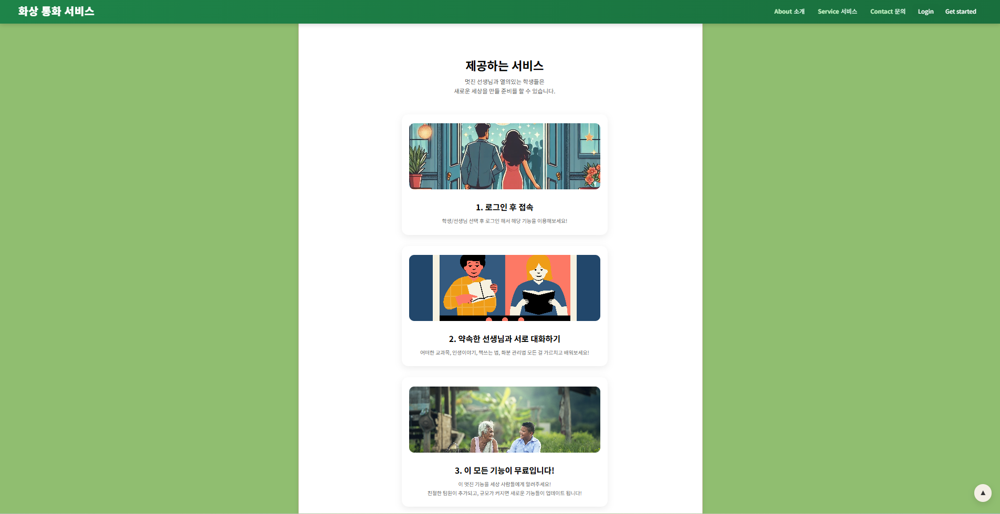 화상 통화 서비스
About 소개
Service 서비스
Contact 문의
Login
Get started
제공하는 서비스
멋진 선생님과 열의있는 학생들은
새로운 세상을 만들 준비를 할 수 있습니다.
1. 로그인 후 접속
학생/선생님 선택 후 로그인 해서 해당 기능을 이용해보세요!
2. 약속한 선생님과 서로 대화하기
어떠한 교과목, 인생이야기, 책쓰는 법, 화분 관리법 모든 걸 가르치고 배워보세요!
3. 이 모든 기능이 무료입니다!
이 멋진 기능을 세상 사람들에게 알려주세요!
친절한 팀원이 추가되고, 규모가 커지면 새로운 기능들이 업데이트 됩니다!
▲